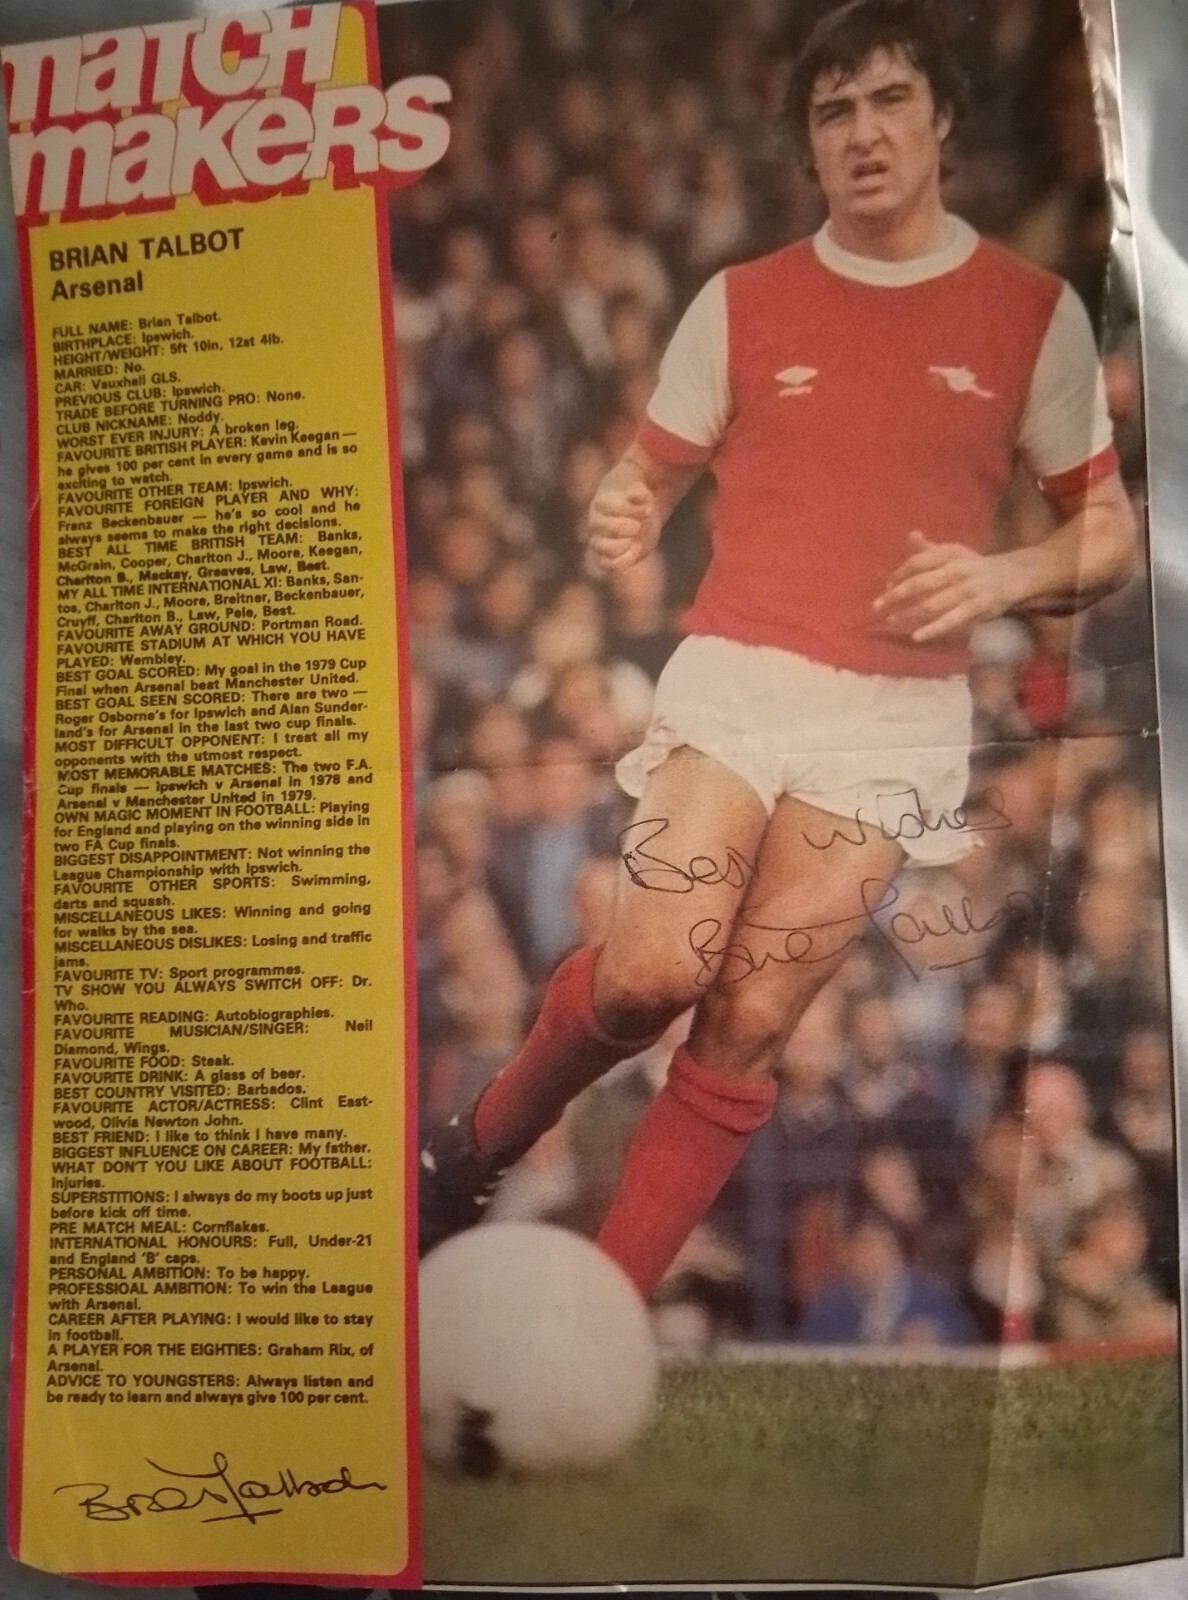 MATCH
MAKERS
BRIAN TALBOT
Arsenal
FULL NAME: Brian Talbot.
BIRTHPLACE: Ipswich.
HEIGHT/WEIGHT: 5ft 10in, 12st 4lb.
MARRIED: No.
CAR: Vauxhall GLS.
PREVIOUS CLUB: Ipswich.
TRADE BEFORE TURNING PRO: None.
CLUB NICKNAME: Noddy.
WORST EVER INJURY: A broken leg.
FAVOURITE BRITISH PLAYER: Kevin Keegan —
he gives 100 per cent in every game and is so
exciting to watch.
FAVOURITE OTHER TEAM: Ipswich.
FAVOURITE FOREIGN PLAYER AND WHY:
Franz Beckenbauer — he's so cool and he
always seems to make the right decisions.
BEST ALL TIME BRITISH TEAM: Banks,
McGrain, Cooper, Charlton J., Moore, Keegan,
Charlton B., Mackay, Greaves, Law, Best.
MY ALL TIME INTERNATIONAL XI: Banks, San-
tos, Charlton J., Moore, Breitner, Beckenbauer,
Cruyff, Charlton B., Law, Pele, Best.
FAVOURITE AWAY GROUND: Portman Road.
FAVOURITE STADIUM AT WHICH YOU HAVE
PLAYED: Wembley.
BEST GOAL SCORED: My goal in the 1979 Cup
Final when Arsenal beat Manchester United.
BEST GOAL SEEN SCORED: There are two —
Roger Osborne's for Ipswich and Alan Sunder-
land's for Arsenal in the last two cup finals.
MOST DIFFICULT OPPONENT: I treat all my
opponents with the utmost respect.
MOST MEMORABLE MATCHES: The two F.A.
Cup finals — Ipswich v Arsenal in 1978 and
Arsenal v Manchester United in 1979.
OWN MAGIC MOMENT IN FOOTBALL: Playing
for England and playing on the winning side in
two FA Cup finals.
BIGGEST DISAPPOINTMENT: Not winning the
League Championship with Ipswich.
FAVOURITE OTHER SPORTS: Swimming,
darts and squash.
MISCELLANEOUS LIKES: Winning and going
for walks by the sea.
MISCELLANEOUS DISLIKES: Losing and traffic
jams.
FAVOURITE TV: Sport programmes.
TV SHOW YOU ALWAYS SWITCH OFF: Dr.
Who.
FAVOURITE READING: Autobiographies.
FAVOURITE MUSICIAN/SINGER: Neil
Diamond, Wings.
FAVOURITE FOOD: Steak.
FAVOURITE DRINK: A glass of beer.
BEST COUNTRY VISITED: Barbados.
FAVOURITE ACTOR/ACTRESS: Clint East-
wood, Olivia Newton John.
BEST FRIEND: I like to think I have many.
BIGGEST INFLUENCE ON CAREER: My father.
WHAT DON'T YOU LIKE ABOUT FOOTBALL:
Injuries.
SUPERSTITIONS: I always do my boots up just
before kick off time.
PRE MATCH MEAL: Cornflakes.
INTERNATIONAL HONOURS: Full, Under-21
and England 'B' caps.
PERSONAL AMBITION: To be happy.
PROFESSIOAL AMBITION: To win the League
with Arsenal.
CAREER AFTER PLAYING: I would like to stay
in football.
A PLAYER FOR THE EIGHTIES: Graham Rix, of
Arsenal.
ADVICE TO YOUNGSTERS: Always listen and
be ready to learn and always give 100 per cent.
Brian Talbot
Best wishes
Brian Talbot